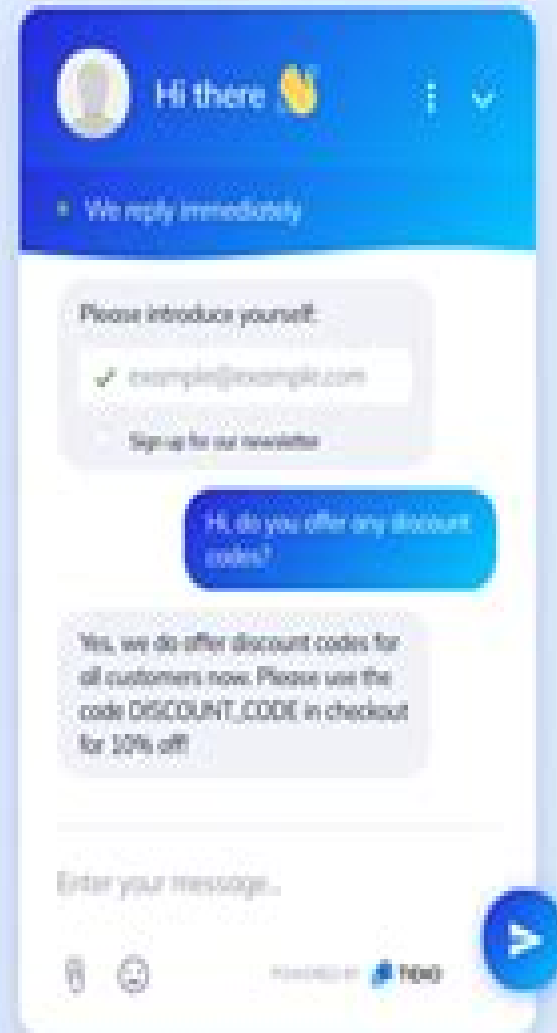 Hi there 👋
We reply immediately
Please introduce yourself:
example@example.com
Sign up for our newsletter
Hi, do you offer any discount
codes?
Yes, we do offer discount codes for
all customers now. Please use the
code DISCOUNT_CODE in checkout
for 10% off!
Enter your message...
POWERED BY TIDIO